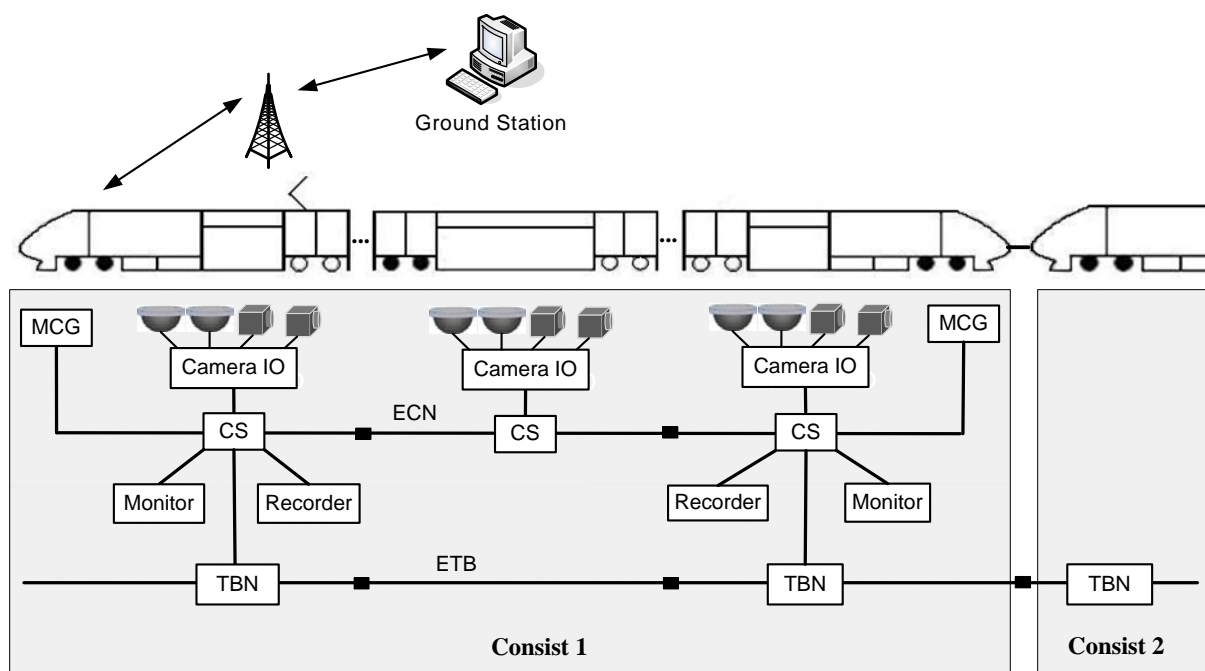 Ground Station
...
...
MCG
MCG
Camera IO
Camera IO
Camera IO
ECN
CS
CS
CS
Monitor
Recorder
Recorder
Monitor
ETB
TBN
TBN
TBN
Consist 1
Consist 2